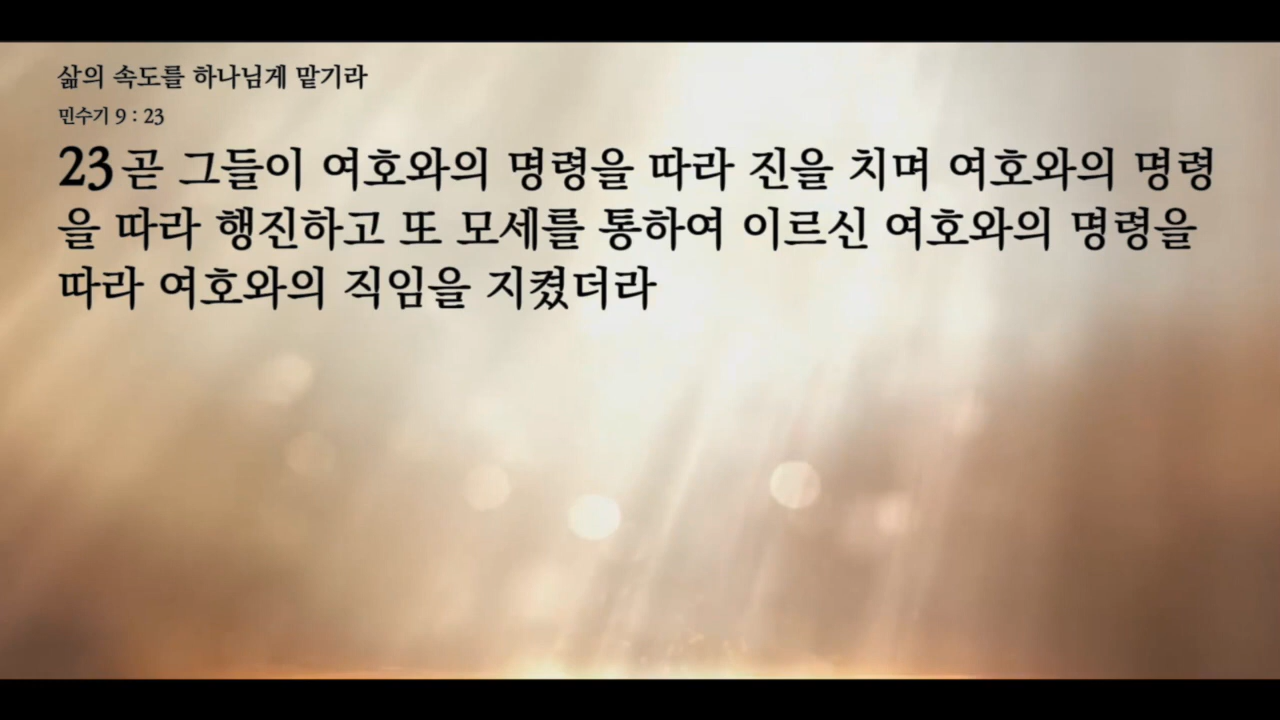 삶의 속도를 하나님게 맡기라
민수기 9 : 23
23 곧 그들이 여호와의 명령을 따라 진을 치며 여호와의 명령
을 따라 행진하고 또 모세를 통하여 이르신 여호와의 명령을
따라 여호와의 직임을 지켰더라